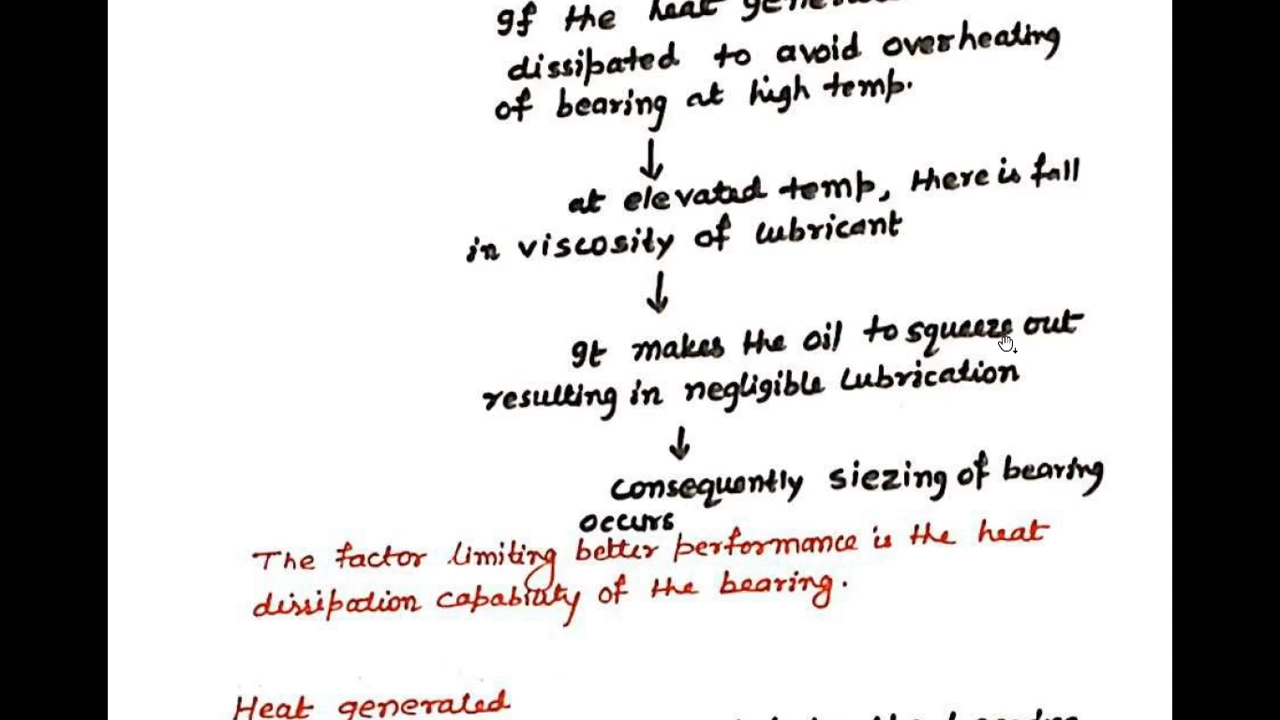 If the heat
dissipated to avoid overheating
of bearing at high temp.
↓
at elevated temp, there is fall
in viscosity of lubricant
↓
It makes the oil to squeeze out
resulting in negligible lubrication
↓
Consequently siezing of bearing
occurs
The factor limiting better performance is the heat
dissipation capability of the bearing.
Heat generated